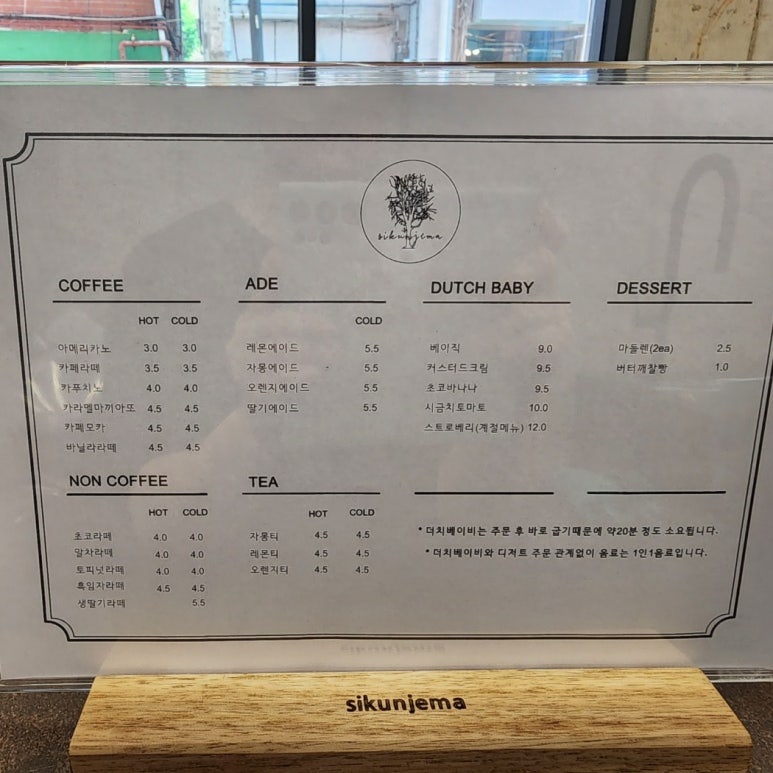 sikunjema
COFFEE
HOT COLD
아메리카노 3.0 3.0
카페라떼 3.5 3.5
카푸치노 4.0 4.0
카라멜마끼아또 4.5 4.5
카페모카 4.5 4.5
바닐라라떼 4.5 4.5
ADE
COLD
레몬에이드 5.5
자몽에이드 5.5
오렌지에이드 5.5
딸기에이드 5.5
DUTCH BABY
베이직 9.0
커스터드크림 9.5
초코바나나 9.5
시금치토마토 10.0
스트로베리(계절메뉴) 12.0
DESSERT
마들렌(2ea) 2.5
버터깨찰빵 1.0
NON COFFEE
HOT COLD
초코라떼 4.0 4.0
말차라떼 4.0 4.0
토피넛라떼 4.0 4.0
흑임자라떼 4.5 4.5
생딸기라떼 5.5
TEA
HOT COLD
자몽티 4.5 4.5
레몬티 4.5 4.5
오렌지티 4.5 4.5
* 더치베이비는 주문 후 바로 굽기때문에 약20분 정도 소요됩니다.
* 더치베이비와 디저트 주문 관계없이 음료는 1인1음료입니다.
sikunjema